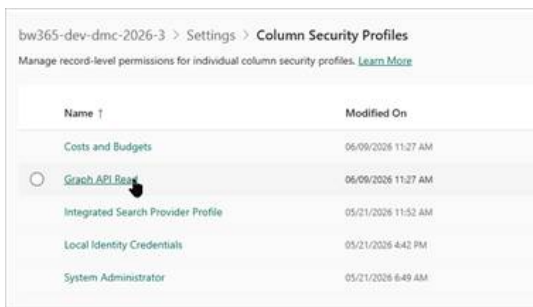 bw365-dev-dmc-2026-3 > Settings > Column Security Profiles
Manage record-level permissions for individual column security profiles. Learn More
Name ↑ Modified On
Costs and Budgets 06/09/2026 11:27 AM
Graph API Read 06/09/2026 11:27 AM
Integrated Search Provider Profile 05/21/2026 11:52 AM
Local Identity Credentials 05/21/2026 4:42 PM
System Administrator 05/21/2026 6:49 AM